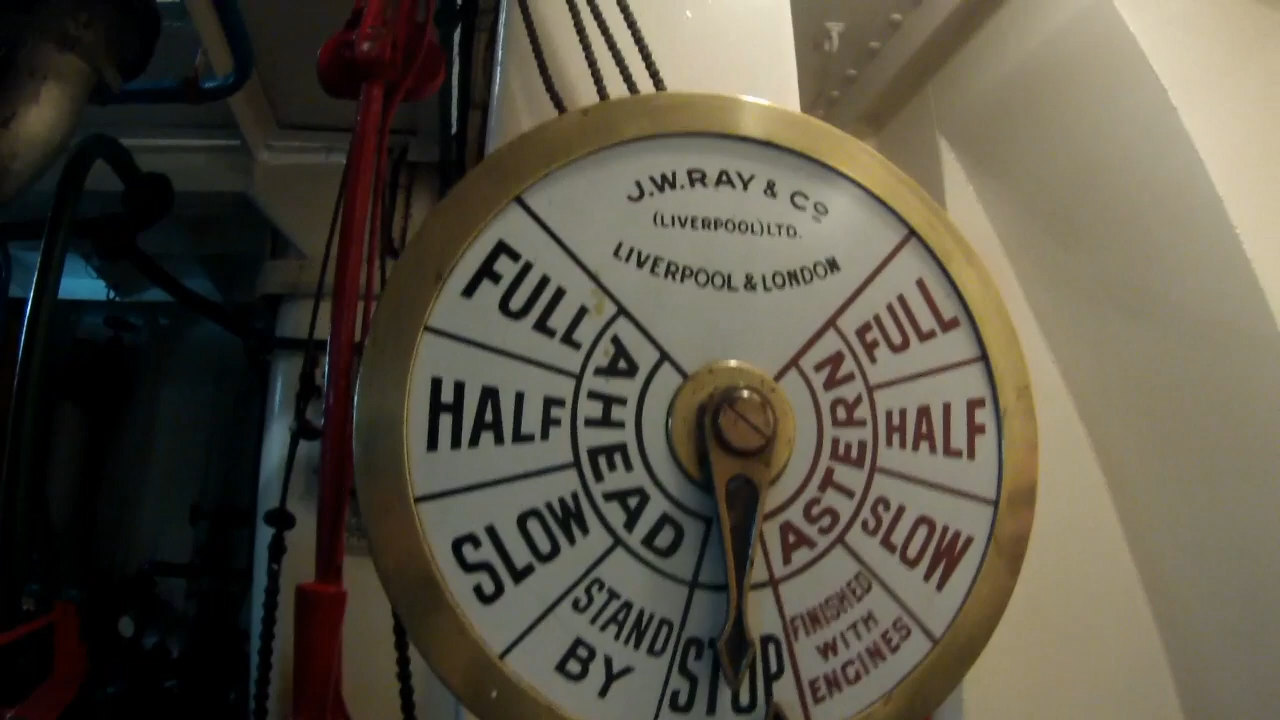 J.W.RAY & Co
(LIVERPOOL) LTD.
LIVERPOOL & LONDON
FULL
HALF
SLOW
STAND
BY
AHEAD
STOP
ASTERN
FULL
HALF
SLOW
FINISHED
WITH
ENGINES